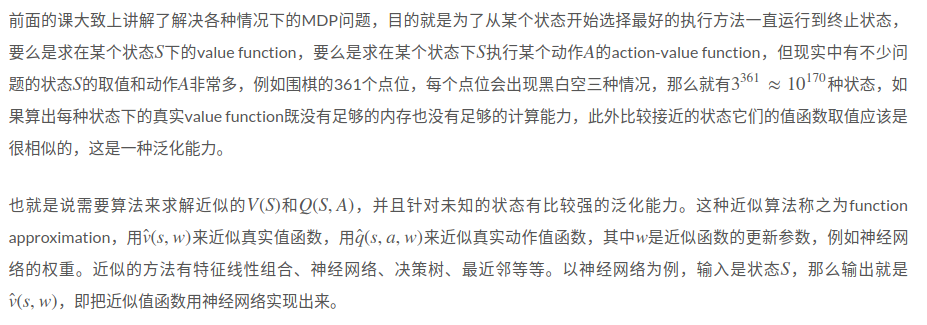 前面的课大致上讲解了解决各种情况下的MDP问题，目的就是为了从某个状态开始选择最好的执行方法一直运行到终止状态，
要么是求在某个状态S下的value function，要么是求在某个状态下S执行某个动作A的action-value function，但现实中有不少问
题的状态S的取值和动作A非常多，例如围棋的361个点位，每个点位会出现黑白空三种情况，那么就有3^361 ≈ 10^170种状态，如
果算出每种状态下的真实value function既没有足够的内存也没有足够的计算能力，此外比较接近的状态它们的值函数取值应该是
很相似的，这是一种泛化能力。
也就是说需要算法来求解近似的V(S)和Q(S, A)，并且针对未知的状态有比较强的泛化能力。这种近似算法称之为function
approximation，用v̂(s, w)来近似真实值函数，用q̂(s, a, w)来近似真实动作值函数，其中w是近似函数的更新参数，例如神经网
络的权重。近似的方法有特征线性组合、神经网络、决策树、最近邻等等。以神经网络为例，输入是状态S，那么输出就是
v̂(s, w)，即把近似值函数用神经网络实现出来。